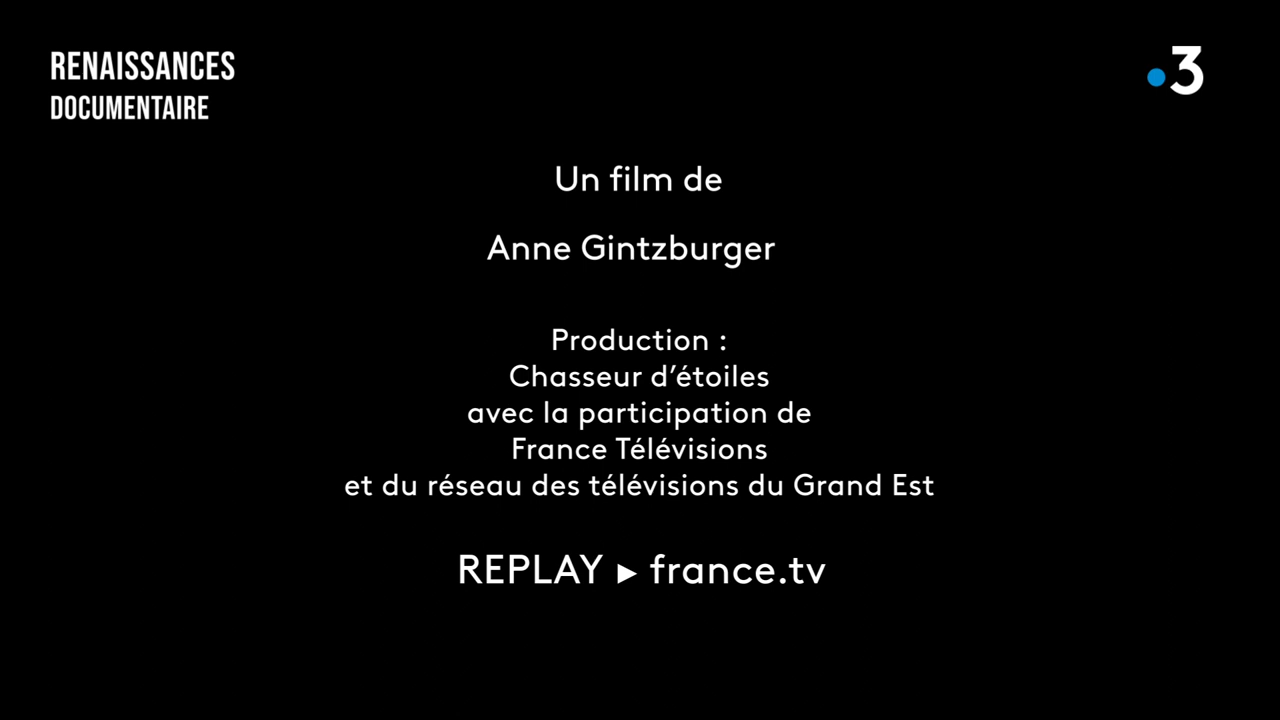 RENAISSANCES
DOCUMENTAIRE
3
Un film de
Anne Gintzburger
Production :
Chasseur d’étoiles
avec la participation de
France Télévisions
et du réseau des télévisions du Grand Est
REPLAY ▸ france.tv